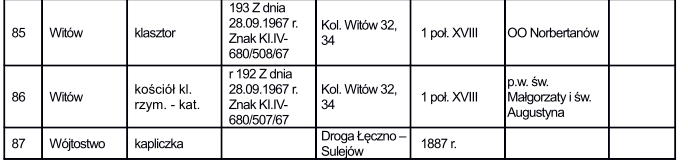 85 Witów klasztor 193 Z dnia 28.09.1967 r. Znak Kl.IV-680/508/67 Kol. Witów 32, 34 1 poł. XVIII OO Norbertanów
86 Witów kościół kl. rzym. - kat. r 192 Z dnia 28.09.1967 r. Znak Kl.IV-680/507/67 Kol. Witów 32, 34 1 poł. XVIII p.w. św. Małgorzaty i św. Augustyna
87 Wójtostwo kapliczka Droga Łęczno – Sulejów 1887 r.